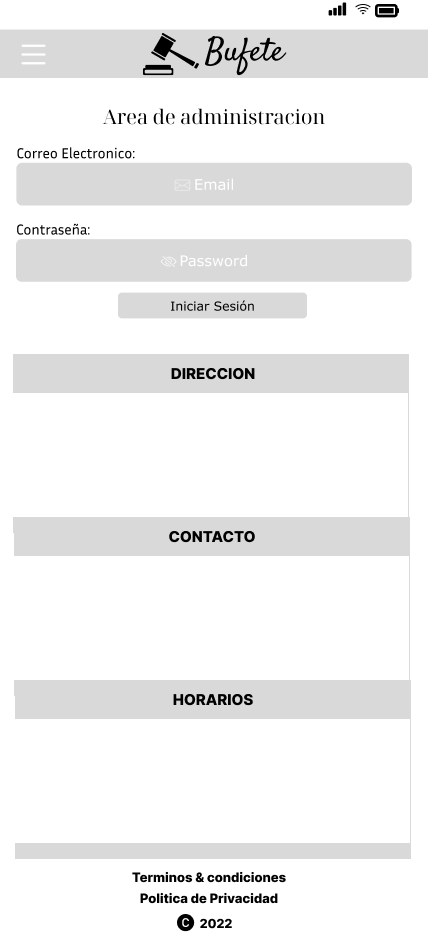 Bufete
Area de administracion
Correo Electronico:
Email
Contraseña:
Password
Iniciar Sesión
DIRECCION
CONTACTO
HORARIOS
Terminos & condiciones
Politica de Privacidad
C 2022